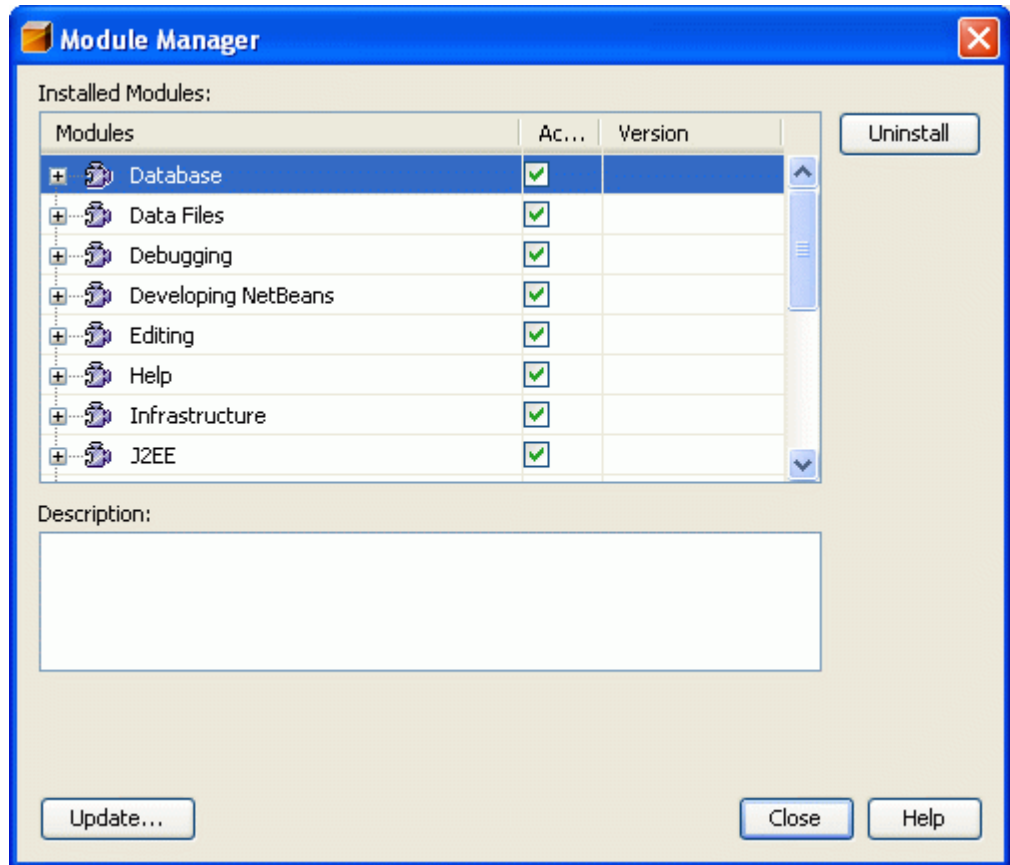 Module Manager
Installed Modules:
Modules Ac... Version
Uninstall
Database
Data Files
Debugging
Developing NetBeans
Editing
Help
Infrastructure
J2EE
Description:
Update... Close Help